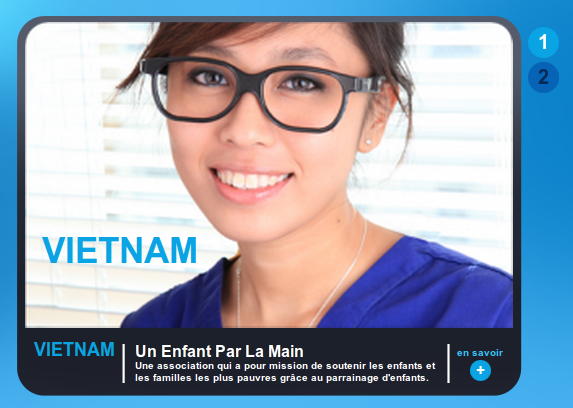 1
2
VIETNAM
VIETNAM
Un Enfant Par La Main
Une association qui a pour mission de soutenir les enfants et
les familles les plus pauvres grâce au parrainage d'enfants.
en savoir
+